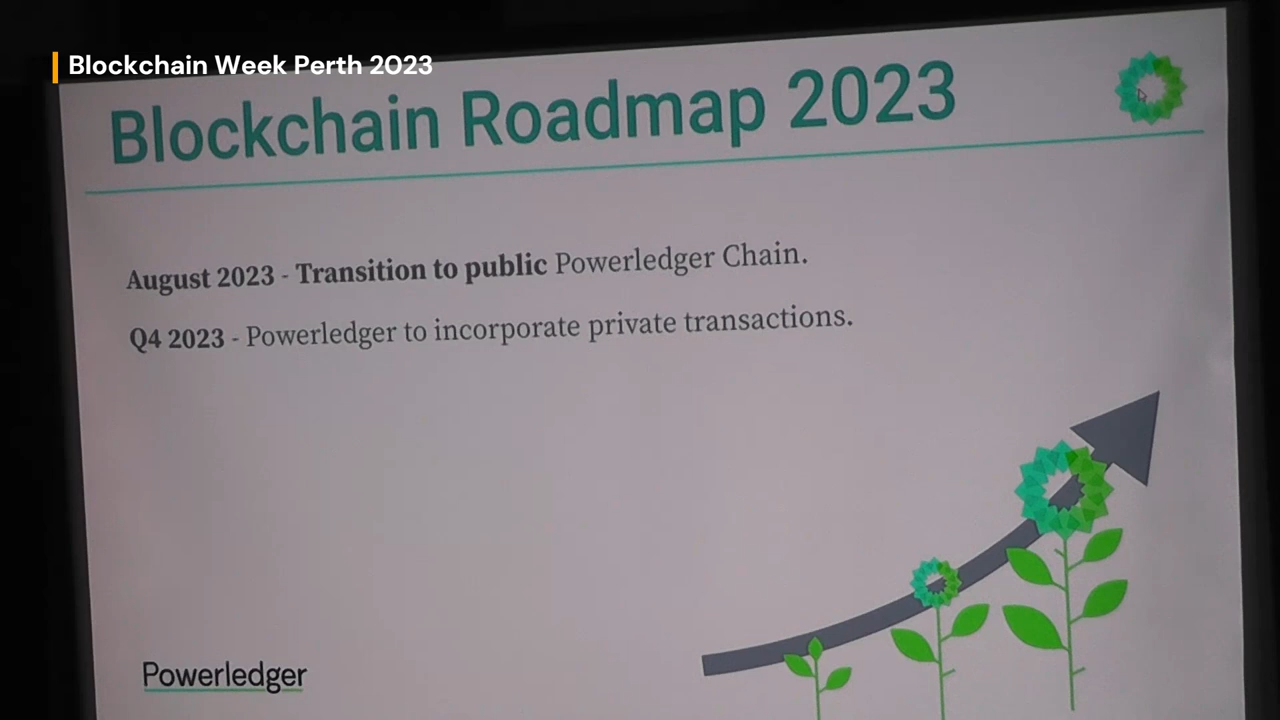 Blockchain Week Perth 2023
Blockchain Roadmap 2023
August 2023 - Transition to public Powerledger Chain.
Q4 2023 - Powerledger to incorporate private transactions.
Powerledger